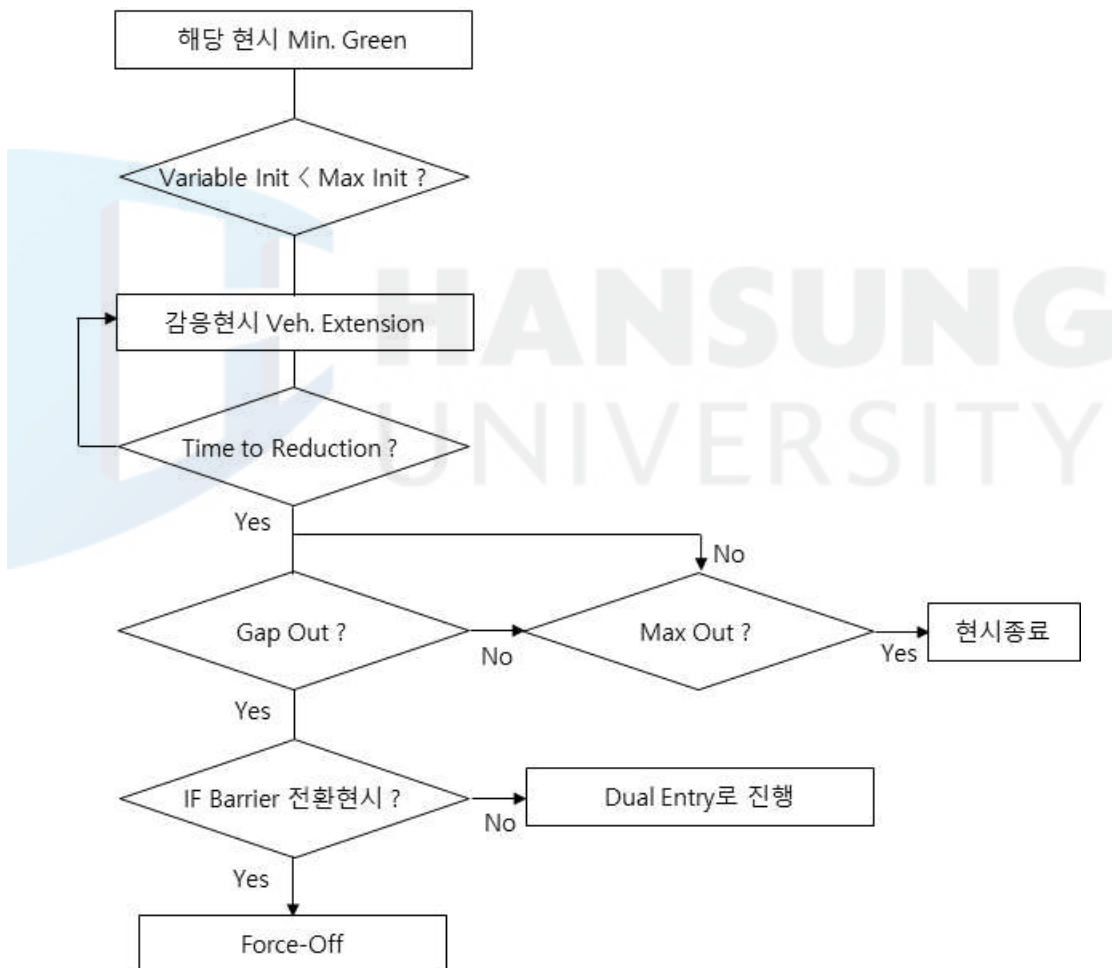 해당 현시 Min. Green
Variable Init < Max Init ?
HANSUNG
UNIVERSITY
감응현시 Veh. Extension
Time to Reduction ?
Yes
No
Gap Out ?
No
Max Out ?
Yes
현시종료
Yes
IF Barrier 전환현시 ?
No
Dual Entry로 진행
Yes
Force-Off